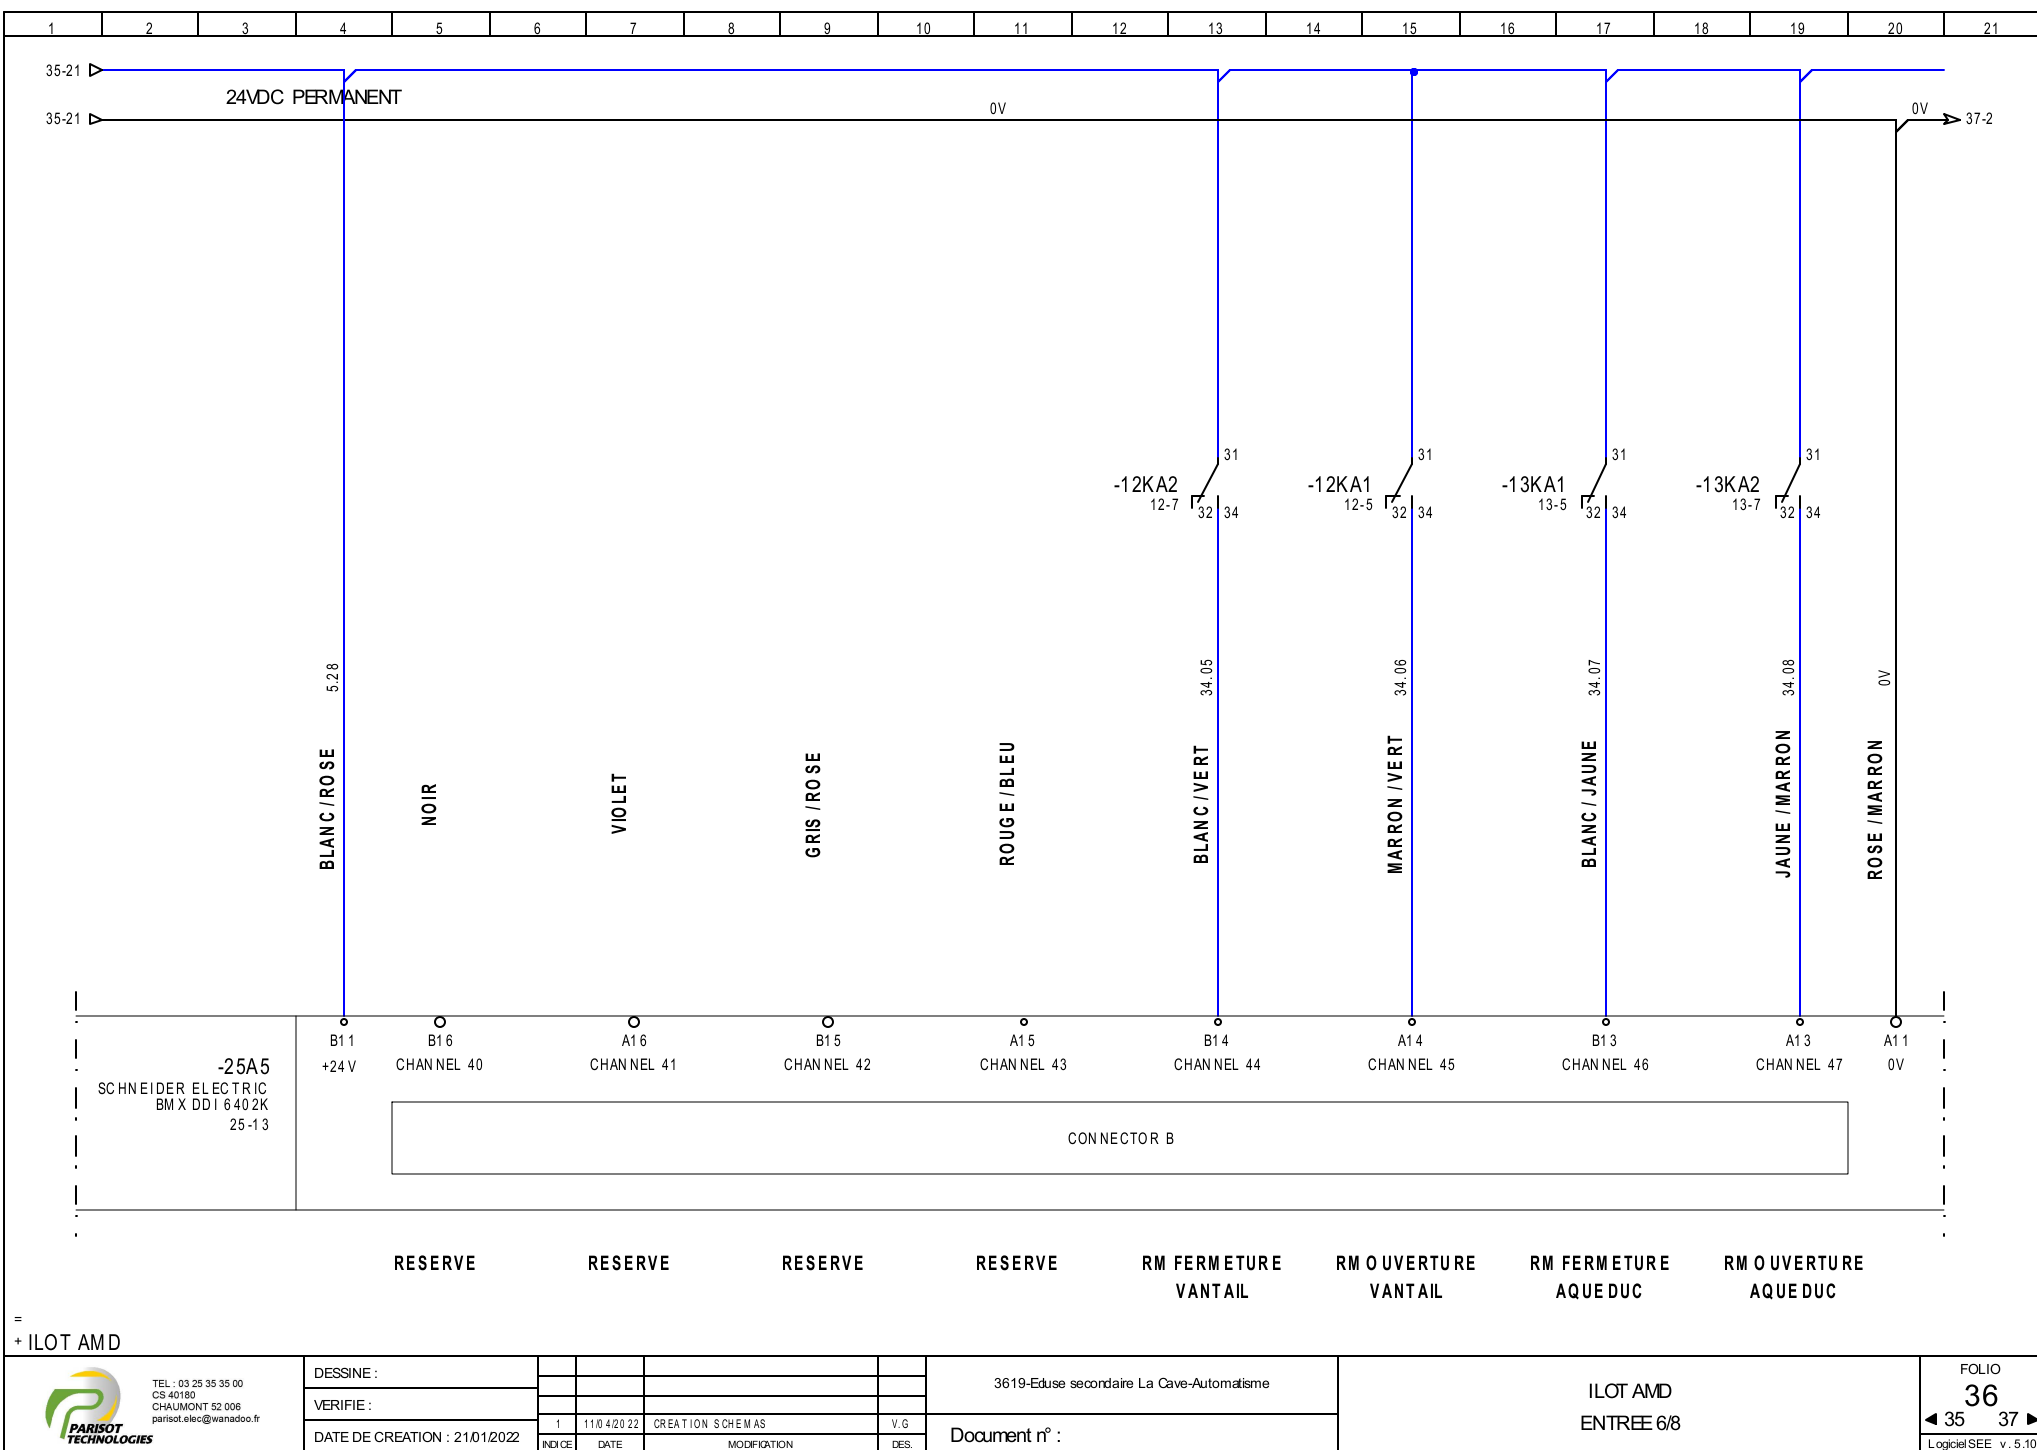 1 2 3 4 5 6 7 8 9 10 11 12 13 14 15 16 17 18 19 20 21
35-21
24VDC PERMANENT
35-21
0V
0V
37-2
31 31 31 31
-12KA2 -12KA1 -13KA1 -13KA2
12-7 12-5 13-5 13-7
32 34 32 34 32 34 32 34
5.28 34.05 34.06 34.07 34.08 0V
BLANC/ROSE
NOIR
VIOLET
GRIS/ROSE
ROUGE/BLEU
BLANC/VERT
MARRON/VERT
BLANC/JAUNE
JAUNE/MARRON
ROSE/MARRON
B11 B16 A16 B15 A15 B14 A14 B13 A13 A11
+24V CHANNEL 40 CHANNEL 41 CHANNEL 42 CHANNEL 43 CHANNEL 44 CHANNEL 45 CHANNEL 46 CHANNEL 47 0V
-25A5
SCHNEIDER ELECTRIC
BMX DDI 6402K
25-13
CONNECTOR B
RESERVE RESERVE RESERVE RESERVE RM FERMETURE RM OUVERTURE RM FERMETURE RM OUVERTURE
VANTAIL VANTAIL AQUEDUC AQUEDUC
=
+ ILOT AMD
PARISOT
TECHNOLOGIES
TEL : 03 25 35 35 00
CS 40180
CHAUMONT 52 006
parisot.elec@wanadoo.fr
DESSINE :
VERIFIE :
DATE DE CREATION : 21/01/2022
1 11/04/2022 CREATION SCHEMAS V.G
INDICE DATE MODIFICATION DES.
3619-Ecluse secondaire La Cave-Automatisme
Document n° :
ILOT AMD
ENTREE 6/8
FOLIO
36
35 37
Logiciel SEE v. 5.10